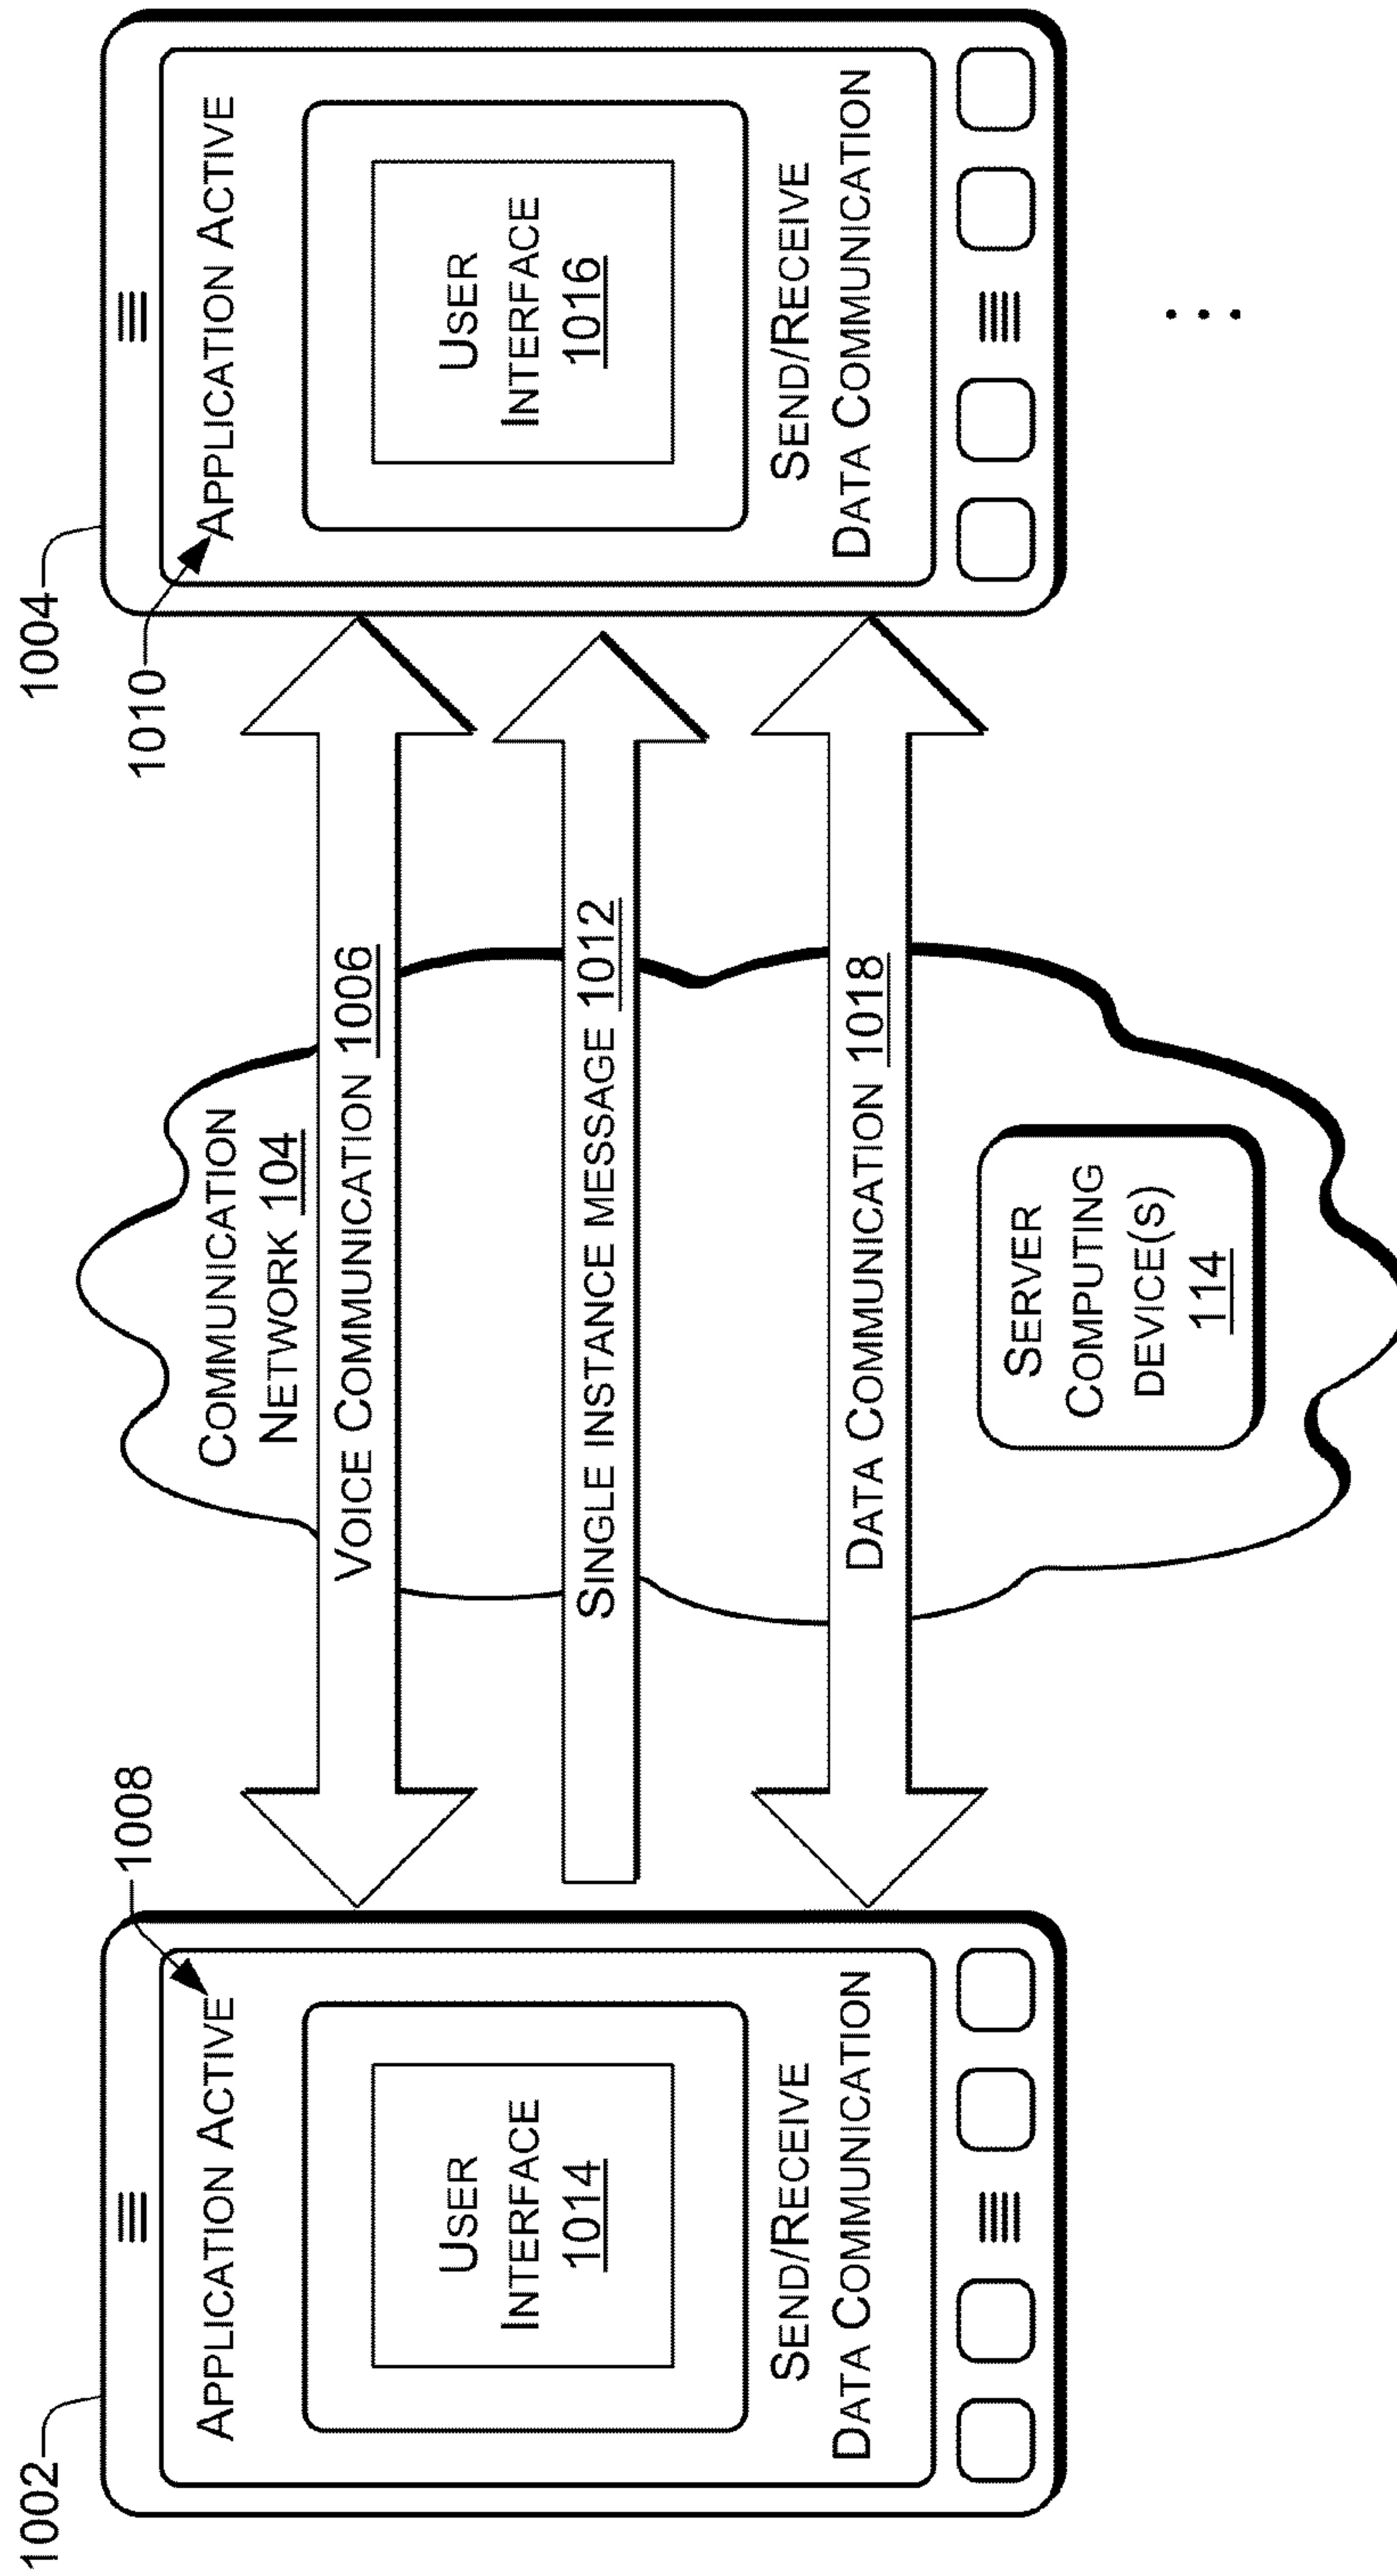 1002
APPLICATION ACTIVE
1008
USER
INTERFACE
1014
SEND/RECEIVE
DATA COMMUNICATION
COMMUNICATION
NETWORK 104
VOICE COMMUNICATION 1006
SINGLE INSTANCE MESSAGE 1012
DATA COMMUNICATION 1018
SERVER
COMPUTING
DEVICE(S)
114
1004
1010
APPLICATION ACTIVE
USER
INTERFACE
1016
SEND/RECEIVE
DATA COMMUNICATION
. . .